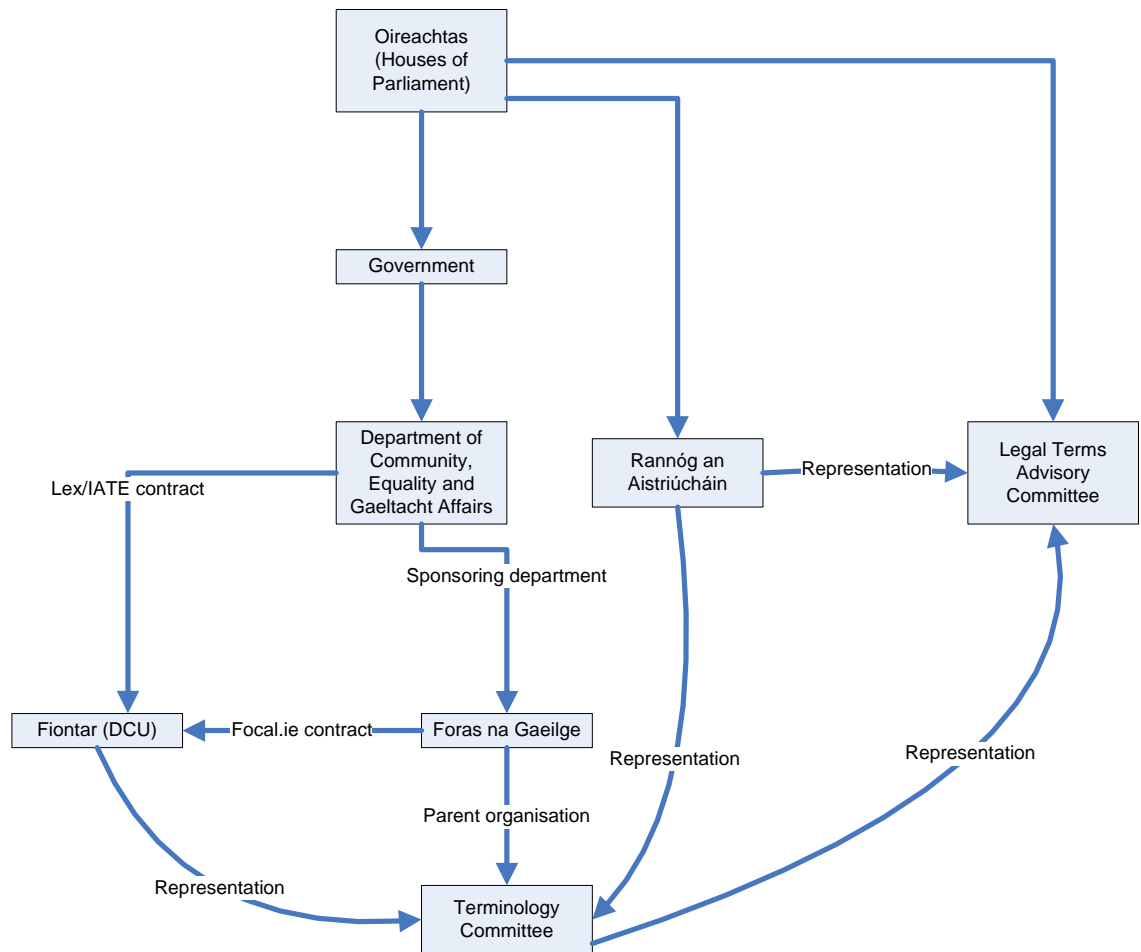 Oireachtas
(Houses of
Parliament)
Government
Department of
Community,
Equality and
Gaeltacht Affairs
Rannóg an
Aistriúcháin
Representation
Legal Terms
Advisory
Committee
Lex/IATE contract
Sponsoring department
Fiontar (DCU)
Focal.ie contract
Foras na Gaeilge
Representation
Representation
Parent organisation
Representation
Terminology
Committee